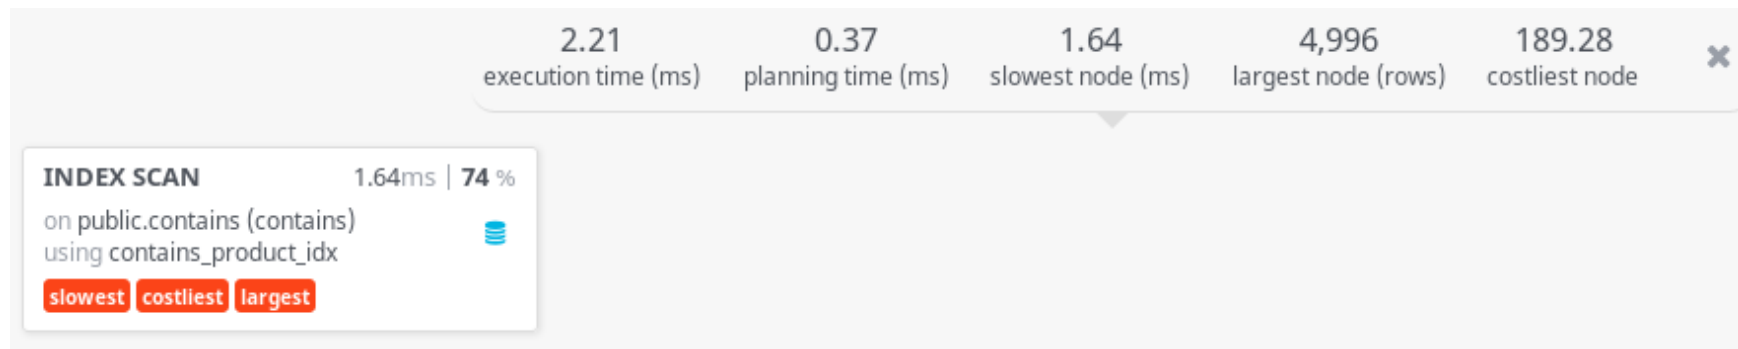 2.21 0.37 1.64 4,996 189.28 ✖
execution time (ms) planning time (ms) slowest node (ms) largest node (rows) costliest node
INDEX SCAN 1.64ms | 74 %
on public.contains (contains)
using contains_product_idx
slowest costliest largest